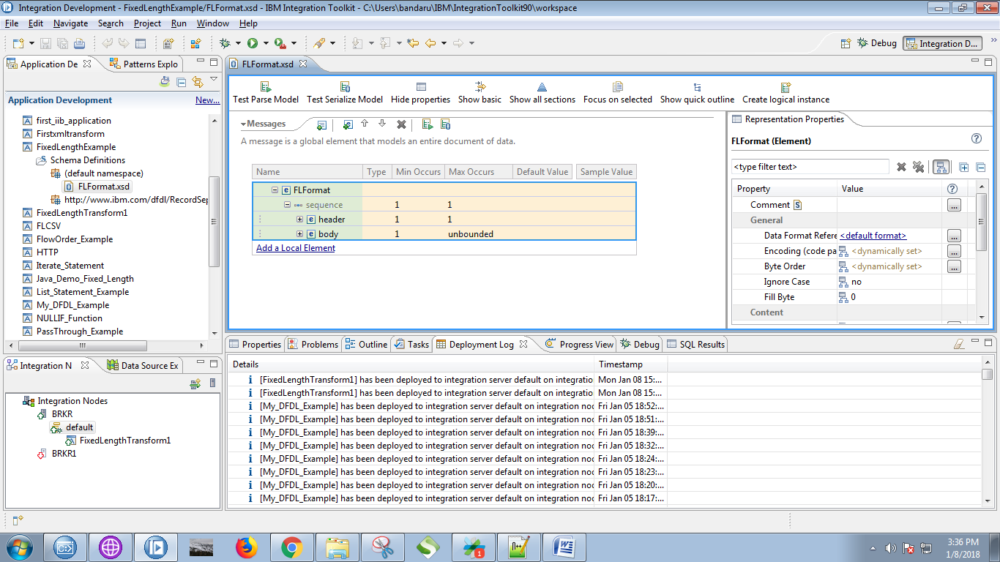 Integration Development - FixedLengthExample/FLFormat.xsd - IBM Integration Toolkit - C:\Users\bandaru\IBM\IntegrationToolkit90\workspace
File Edit Navigate Search Project Run Window Help
Debug Integration D...
Application De Patterns Explo
Application Development New...
first_iib_application
Firstxmltransform
FixedLengthExample
Schema Definitions
(default namespace)
FLFormat.xsd
http://www.ibm.com/dfdl/RecordSep
FixedLengthTransform1
FLCSV
FlowOrder_Example
HTTP
Iterate_Statement
Java_Demo_Fixed_Length
List_Statement_Example
My_DFDL_Example
NULLIF_Function
PassThrough_Example
Integration N Data Source Ex
Integration Nodes
BRKR
default
FixedLengthTransform1
BRKR1
FLFormat.xsd
Test Parse Model Test Serialize Model Hide properties Show basic Show all sections Focus on selected Show quick outline Create logical instance
Messages
A message is a global element that models an entire document of data.
Name Type Min Occurs Max Occurs Default Value Sample Value
FLFormat
sequence 1 1
header 1 1
body 1 unbounded
Add a Local Element
Representation Properties
FLFormat (Element)
<type filter text>
Property Value
Comment
General
Data Format Refere <default format>
Encoding (code pa <dynamically set>
Byte Order <dynamically set>
Ignore Case no
Fill Byte 0
Content
Properties Problems Outline Tasks Deployment Log Progress View Debug SQL Results
Details Timestamp
[FixedLengthTransform1] has been deployed to integration server default on integration Mon Jan 08 15:...
[FixedLengthTransform1] has been deployed to integration server default on integration Mon Jan 08 15:...
[My_DFDL_Example] has been deployed to integration server default on integration noc Fri Jan 05 18:52:...
[My_DFDL_Example] has been deployed to integration server default on integration noc Fri Jan 05 18:51:...
[My_DFDL_Example] has been deployed to integration server default on integration noc Fri Jan 05 18:39:...
[My_DFDL_Example] has been deployed to integration server default on integration noc Fri Jan 05 18:32:...
[My_DFDL_Example] has been deployed to integration server default on integration noc Fri Jan 05 18:24:...
[My_DFDL_Example] has been deployed to integration server default on integration noc Fri Jan 05 18:23:...
[My_DFDL_Example] has been deployed to integration server default on integration noc Fri Jan 05 18:20:...
[My_DFDL_Example] has been deployed to integration server default on integration noc Fri Jan 05 18:17:...
3:36 PM
1/8/2018